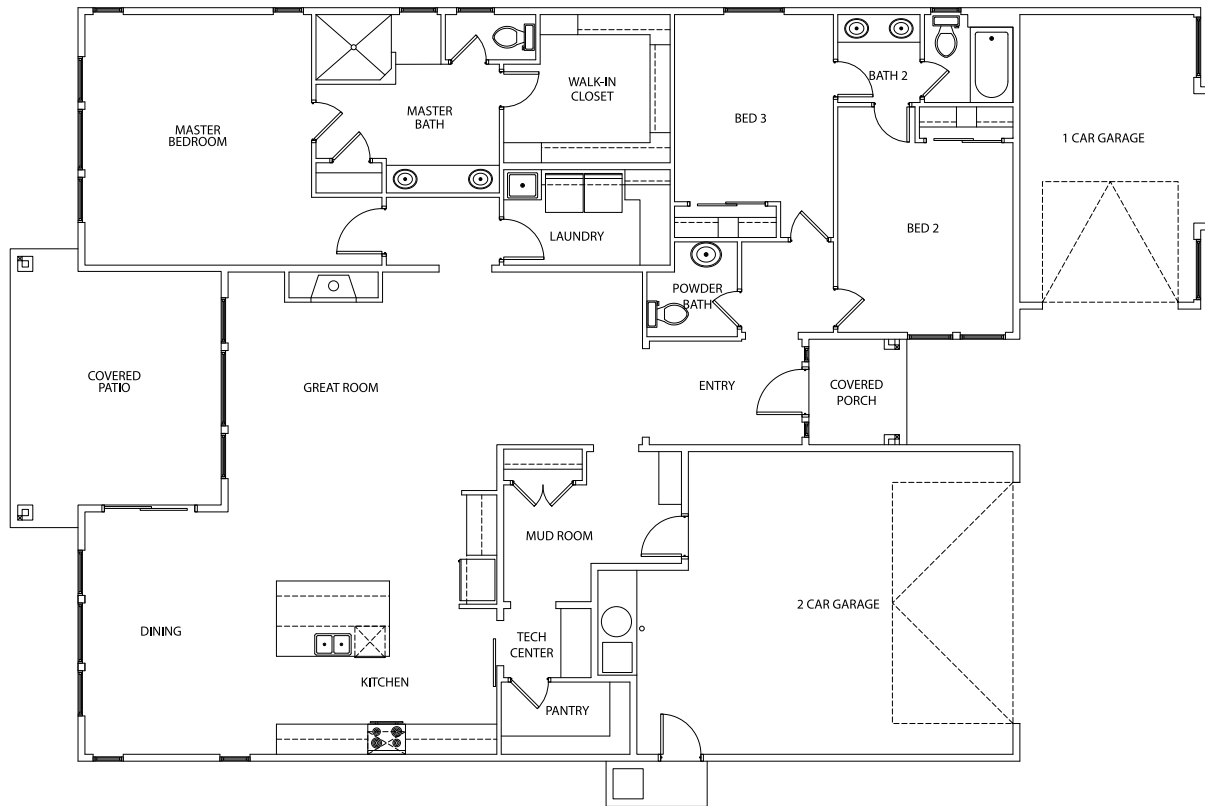 MASTER
BEDROOM
MASTER
BATH
WALK-IN
CLOSET
BED 3
BATH 2
1 CAR GARAGE
LAUNDRY
BED 2
POWDER
BATH
COVERED
PATIO
GREAT ROOM
ENTRY
COVERED
PORCH
MUD ROOM
2 CAR GARAGE
DINING
TECH
CENTER
KITCHEN
PANTRY